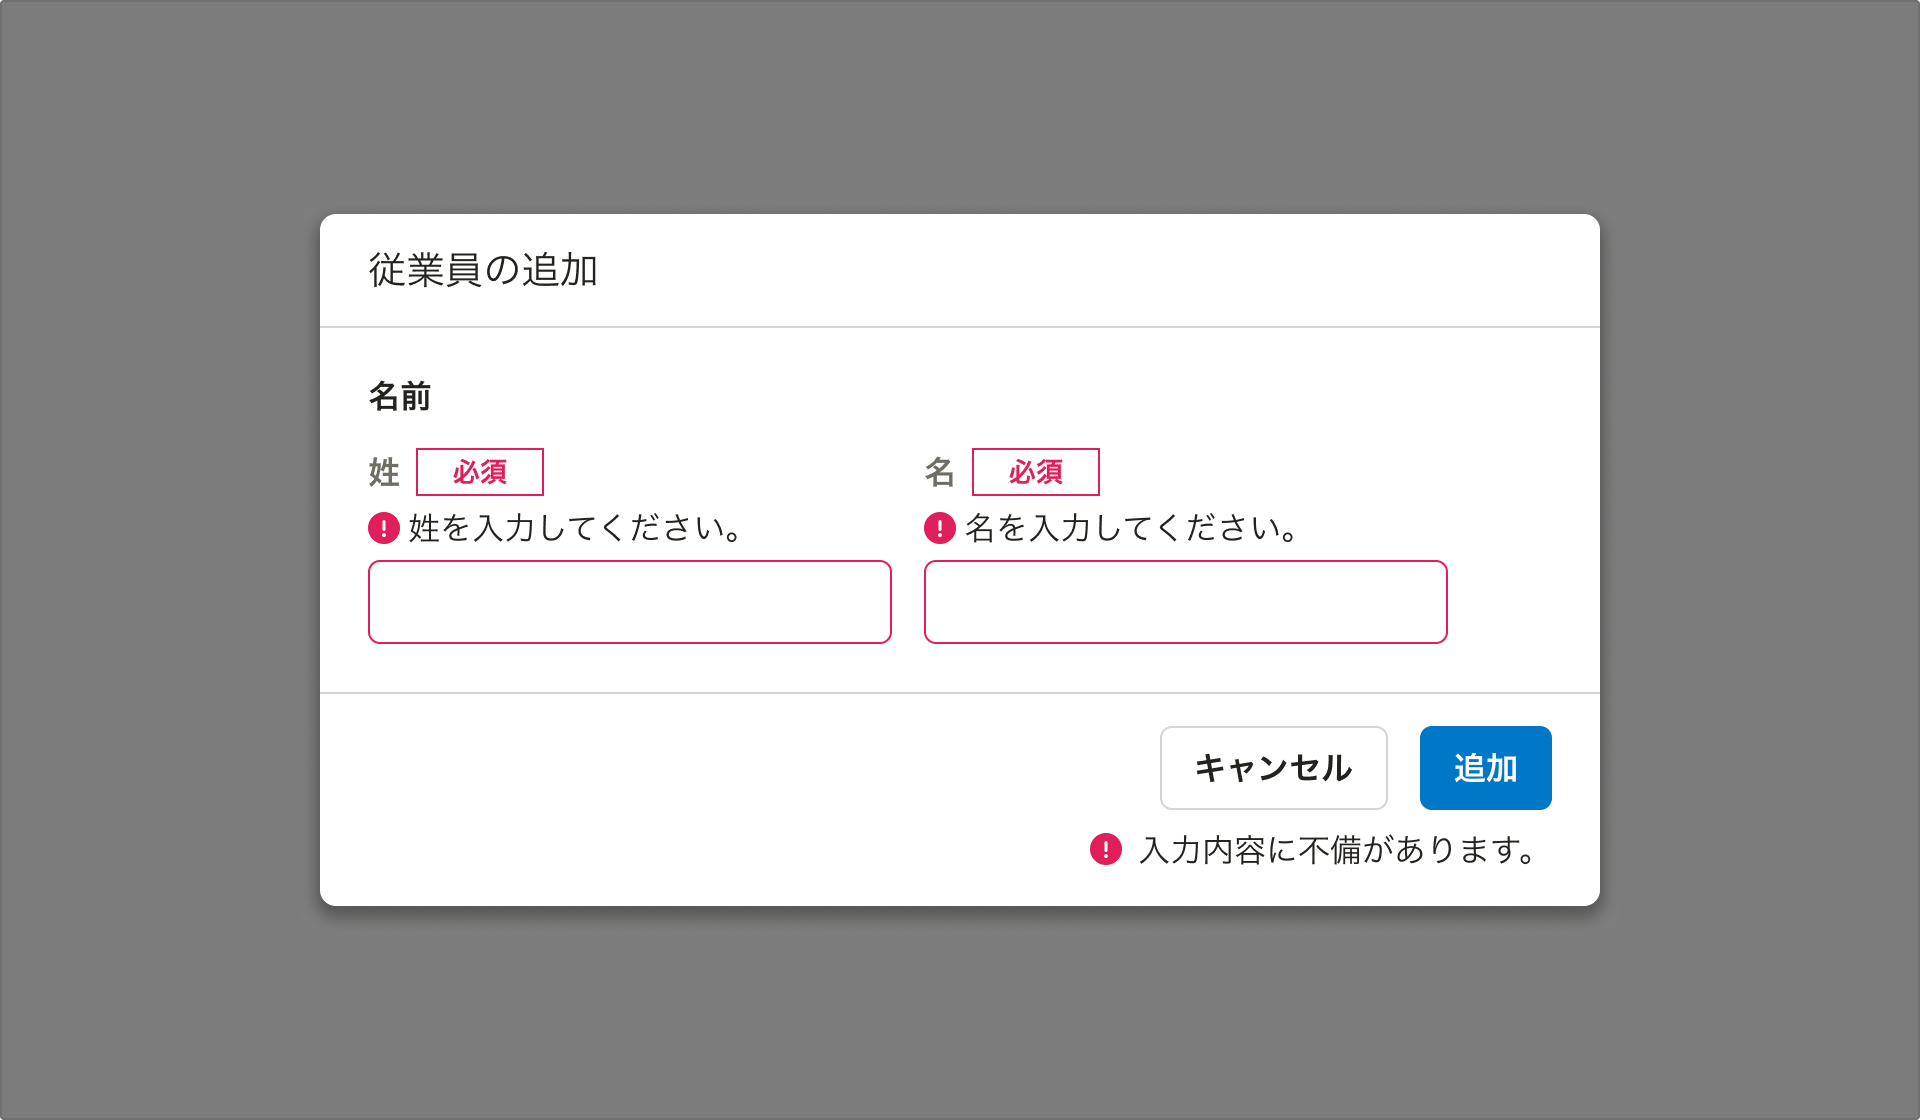 従業員の追加
名前
姓 必須 名 必須
姓を入力してください。 名を入力してください。
キャンセル 追加
入力内容に不備があります。